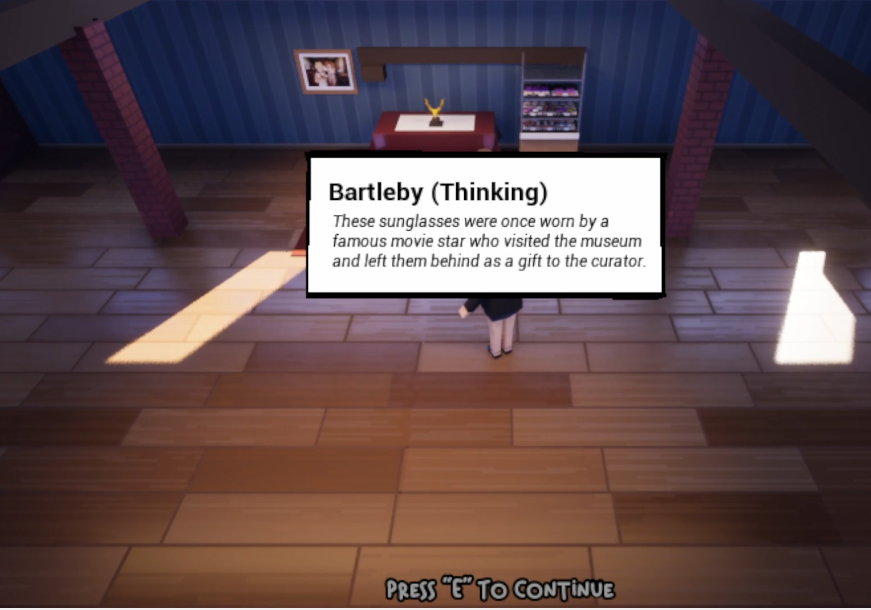 Bartleby (Thinking)
These sunglasses were once worn by a
famous movie star who visited the museum
and left them behind as a gift to the curator.
PRESS "E" TO CONTINUE